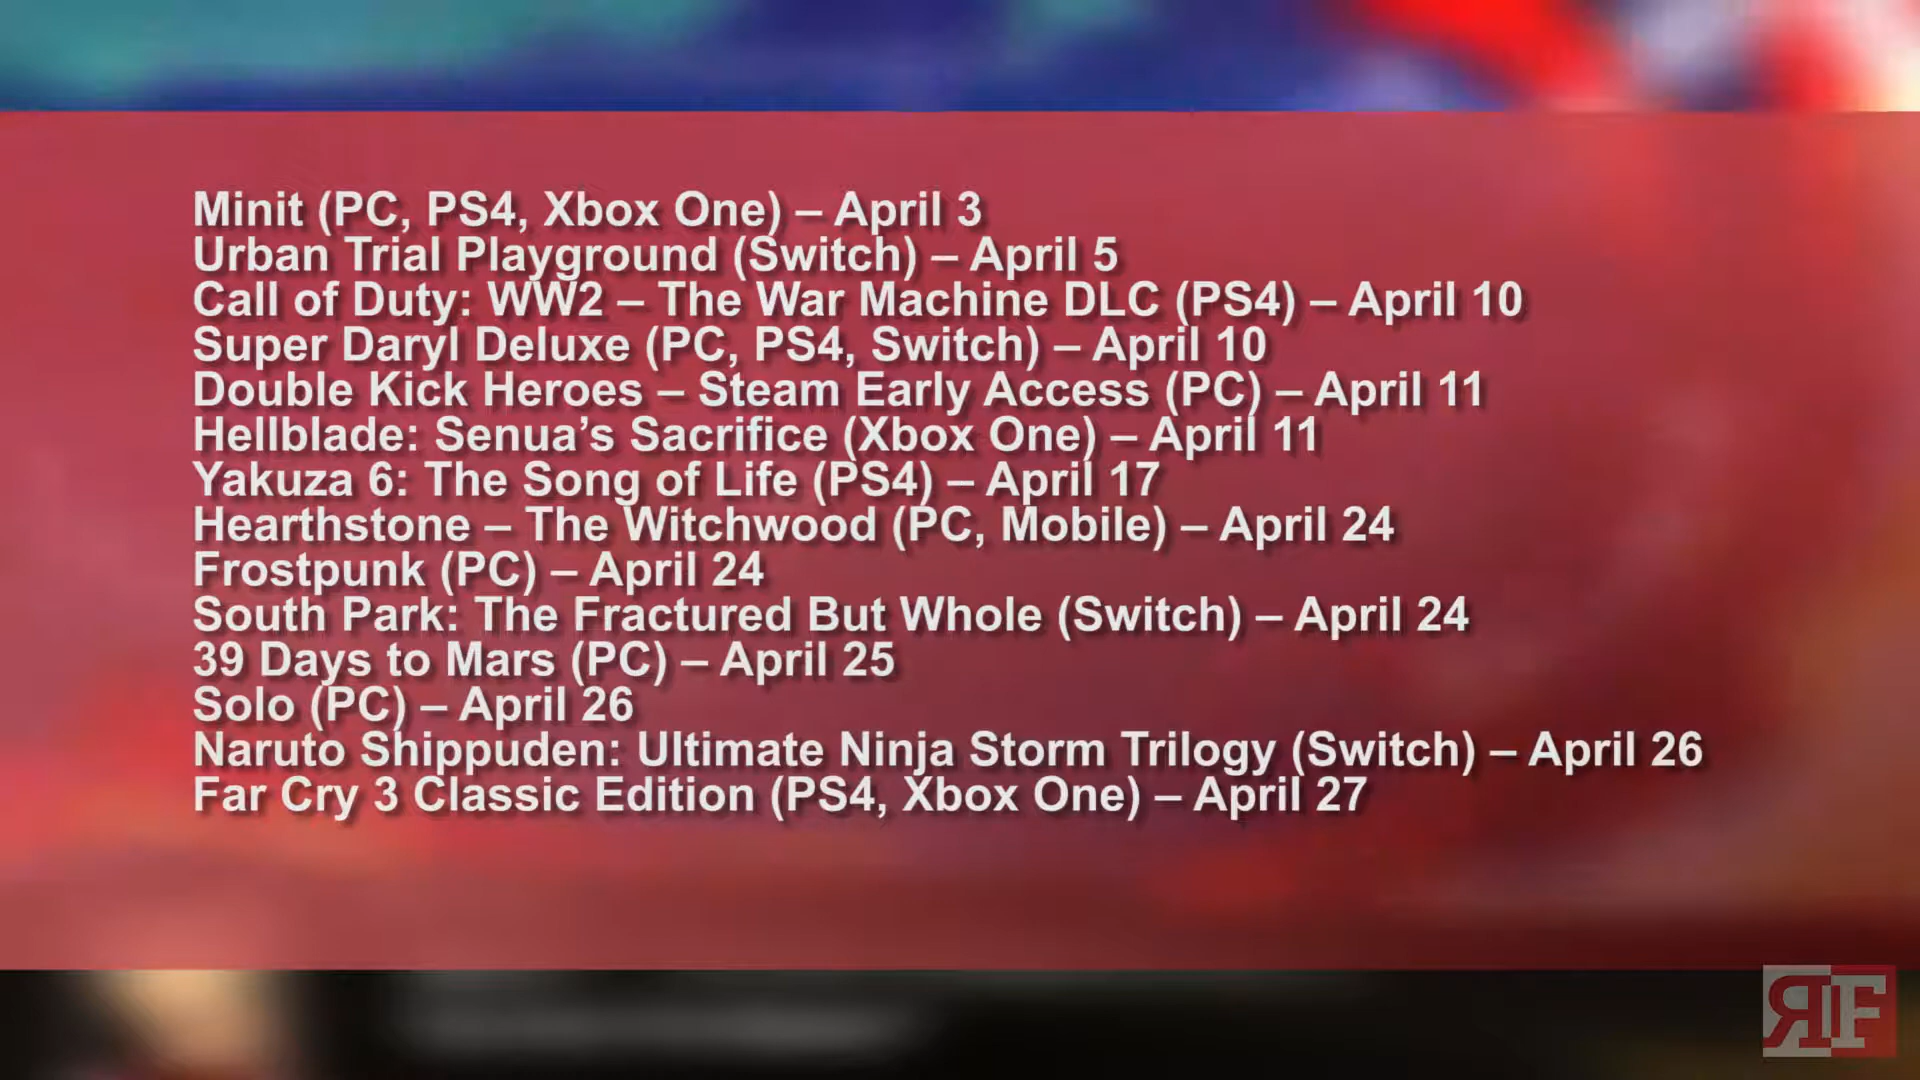 Minit (PC, PS4, Xbox One) – April 3
Urban Trial Playground (Switch) – April 5
Call of Duty: WW2 – The War Machine DLC (PS4) – April 10
Super Daryl Deluxe (PC, PS4, Switch) – April 10
Double Kick Heroes – Steam Early Access (PC) – April 11
Hellblade: Senua’s Sacrifice (Xbox One) – April 11
Yakuza 6: The Song of Life (PS4) – April 17
Hearthstone – The Witchwood (PC, Mobile) – April 24
Frostpunk (PC) – April 24
South Park: The Fractured But Whole (Switch) – April 24
39 Days to Mars (PC) – April 25
Solo (PC) – April 26
Naruto Shippuden: Ultimate Ninja Storm Trilogy (Switch) – April 26
Far Cry 3 Classic Edition (PS4, Xbox One) – April 27